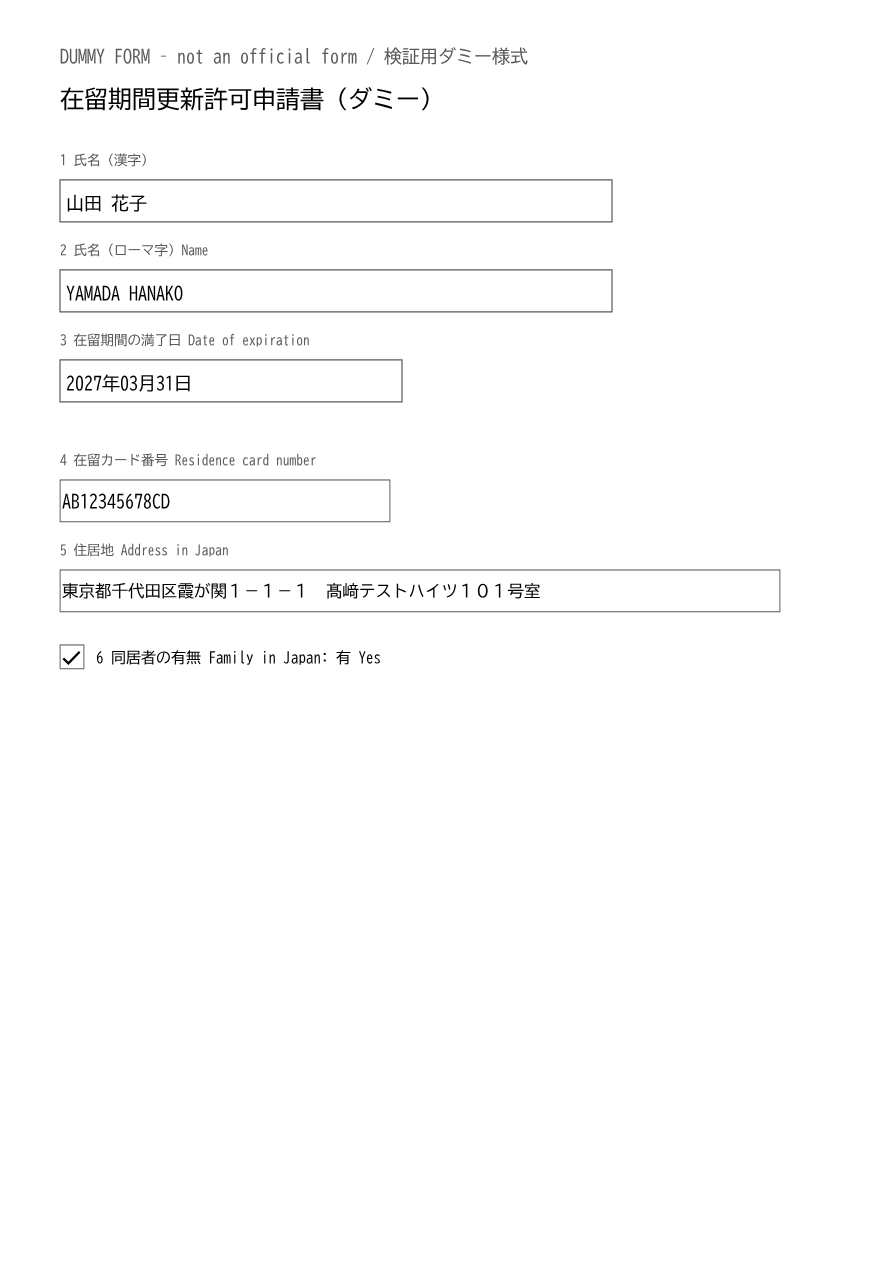 DUMMY FORM - not an official form / 検証用ダミー様式
在留期間更新許可申請書（ダミー）
1 氏名（漢字）
山田 花子
2 氏名（ローマ字）Name
YAMADA HANAKO
3 在留期間の満了日 Date of expiration
2027年03月31日
4 在留カード番号 Residence card number
AB12345678CD
5 住居地 Address in Japan
東京都千代田区霞が関１－１－１　髙﨑テストハイツ１０１号室
6 同居者の有無 Family in Japan: 有 Yes